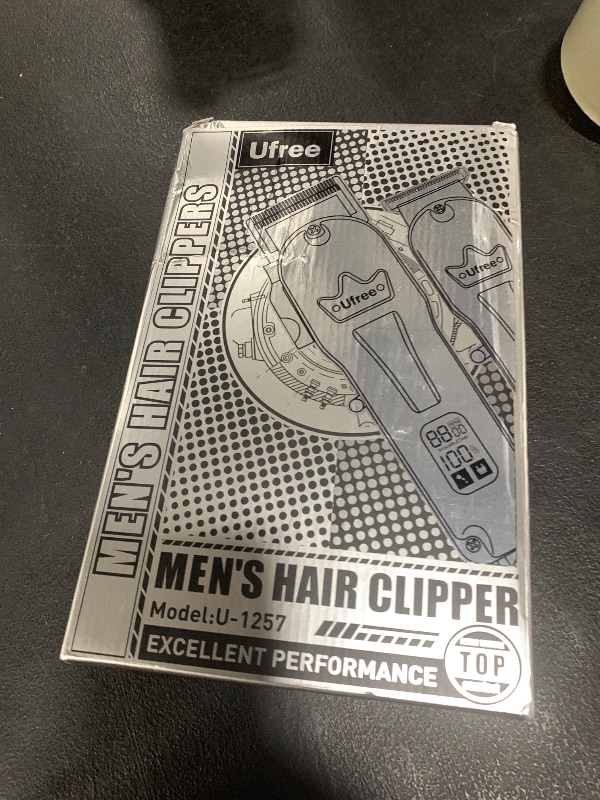 Ufree
MEN'S HAIR CLIPPERS
Ufree
Ufree
88
100
MEN'S HAIR CLIPPER
Model:U-1257
EXCELLENT PERFORMANCE
TOP